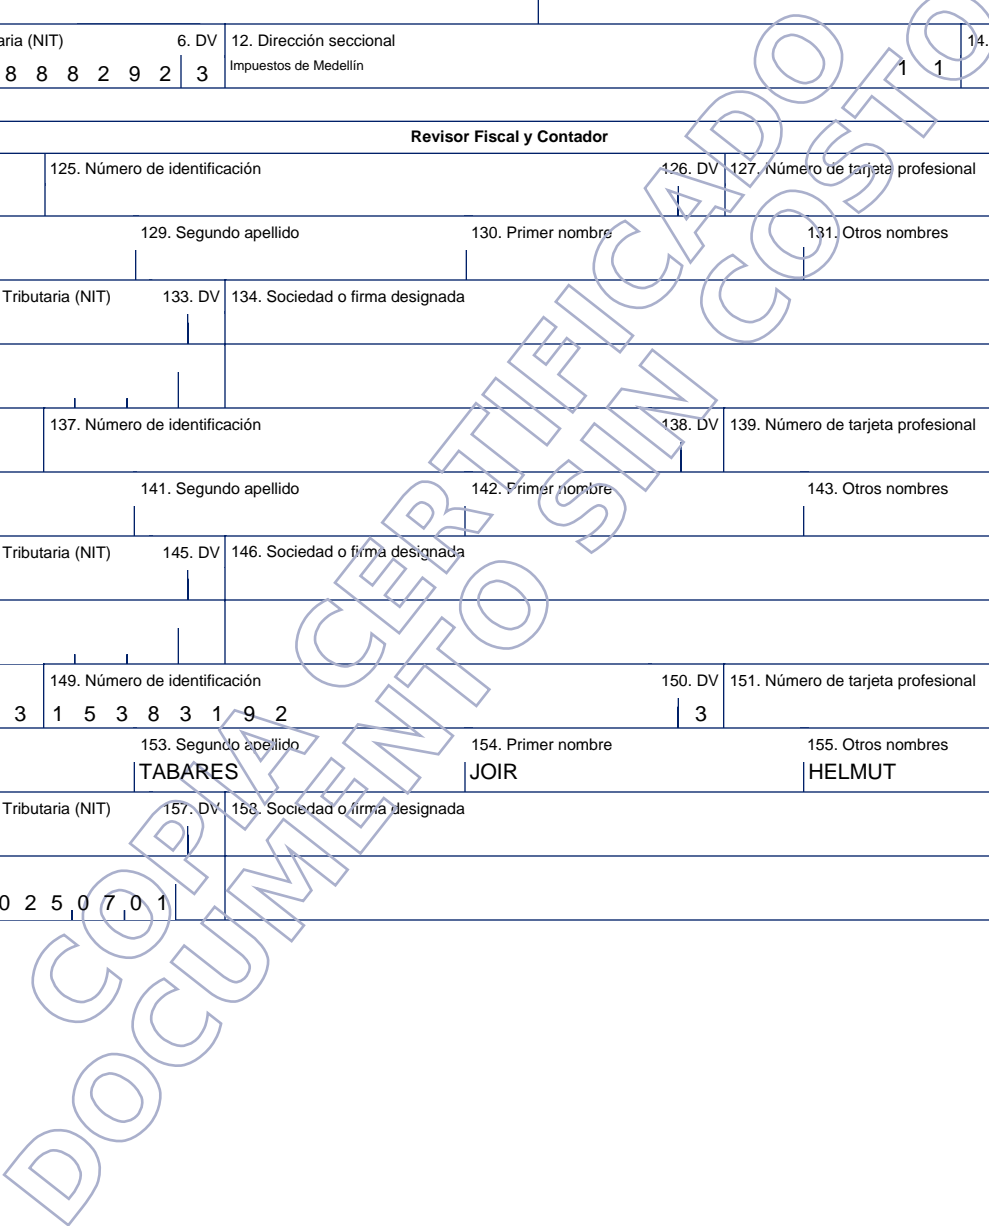 aria (NIT) 6. DV 12. Dirección seccional 14.
8 8 8 2 9 2 3 Impuestos de Medellín 1 1
Revisor Fiscal y Contador
125. Número de identificación 126. DV 127. Número de tarjeta profesional
129. Segundo apellido 130. Primer nombre 131. Otros nombres
Tributaria (NIT) 133. DV 134. Sociedad o firma designada
137. Número de identificación 138. DV 139. Número de tarjeta profesional
141. Segundo apellido 142. Primer nombre 143. Otros nombres
Tributaria (NIT) 145. DV 146. Sociedad o firma designada
149. Número de identificación 150. DV 151. Número de tarjeta profesional
3 1 5 3 8 3 1 9 2 3
153. Segundo apellido 154. Primer nombre 155. Otros nombres
TABARES JOIR HELMUT
Tributaria (NIT) 157. DV 158. Sociedad o firma designada
0 2 5 0 7 0 1
COPIA CERTIFICADO
DOCUMENTO SIN COSTO